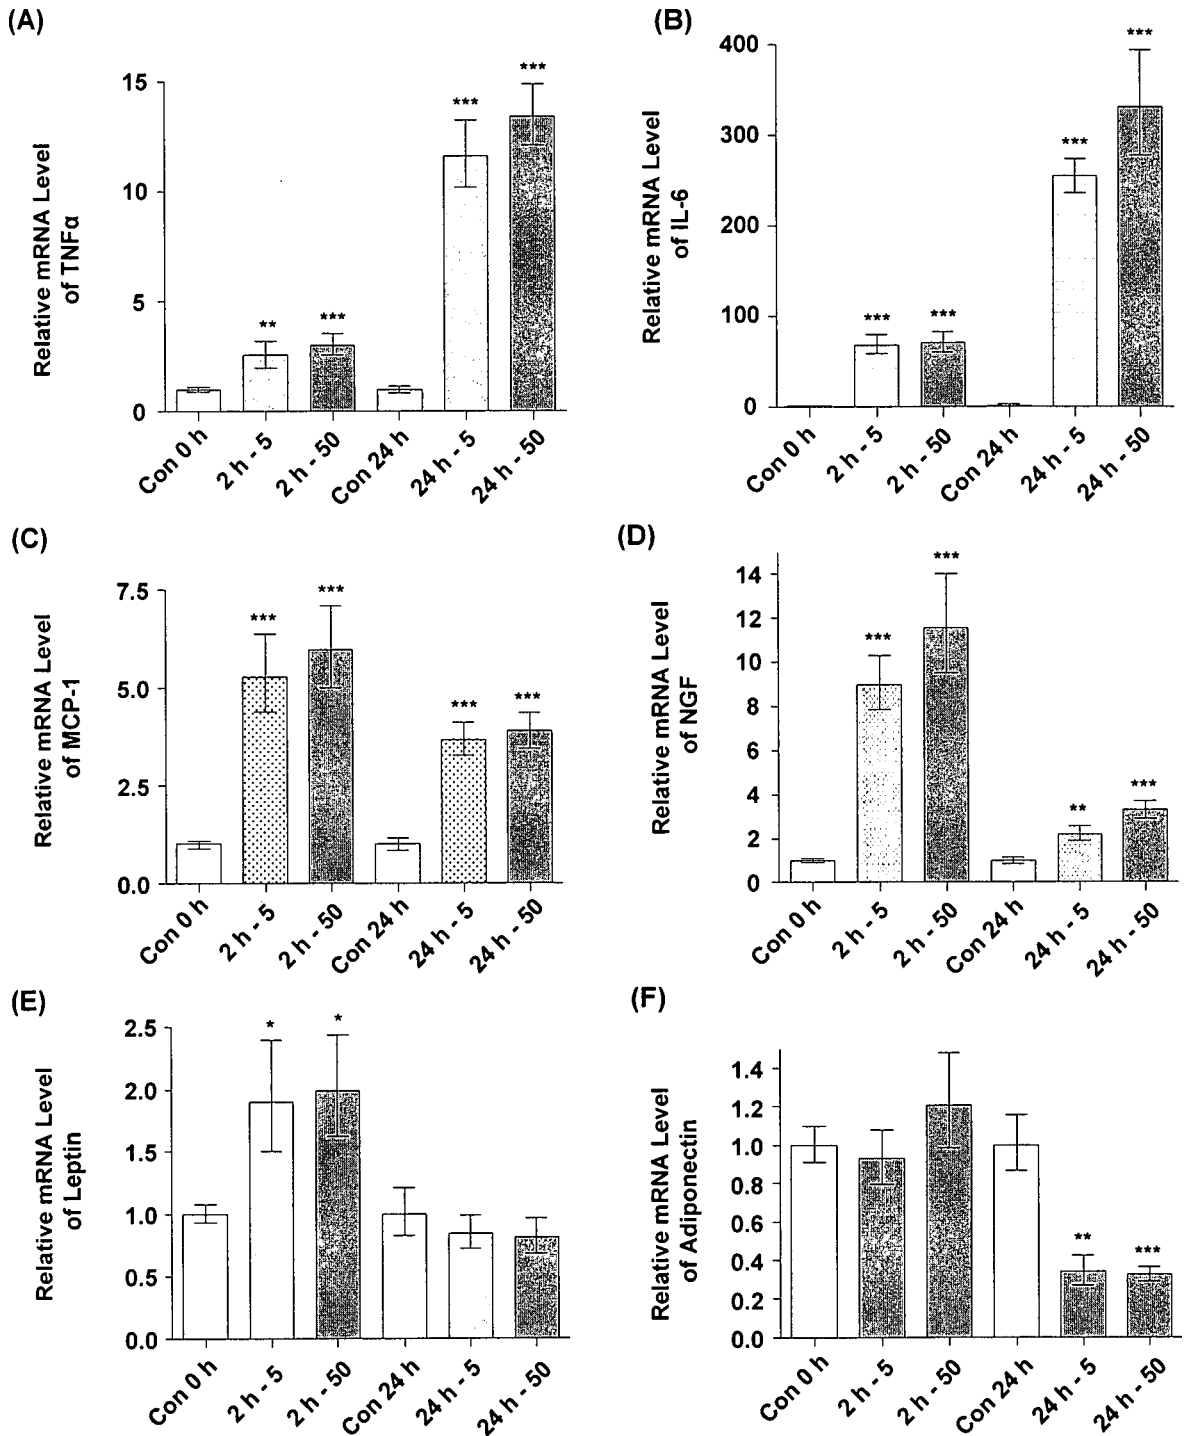 (A)
Relative mRNA Level
of TNFα
15
10
5
0
**
***
***
***
Con 0 h
2 h - 5
2 h - 50
Con 24 h
24 h - 5
24 h - 50
(B)
Relative mRNA Level
of IL-6
400
300
200
100
0
***
***
***
***
Con 0 h
2 h - 5
2 h - 50
Con 24 h
24 h - 5
24 h - 50
(C)
Relative mRNA Level
of MCP-1
7.5
5.0
2.5
0.0
***
***
***
***
Con 0 h
2 h - 5
2 h - 50
Con 24 h
24 h - 5
24 h - 50
(D)
Relative mRNA Level
of NGF
14
12
10
8
6
4
2
0
***
***
**
***
Con 0 h
2 h - 5
2 h - 50
Con 24 h
24 h - 5
24 h - 50
(E)
Relative mRNA Level
of Leptin
2.5
2.0
1.5
1.0
0.5
0.0
*
*
Con 0 h
2 h - 5
2 h - 50
Con 24 h
24 h - 5
24 h - 50
(F)
Relative mRNA Level
of Adiponectin
1.4
1.2
1.0
0.8
0.6
0.4
0.2
0.0
**
***
Con 0 h
2 h - 5
2 h - 50
Con 24 h
24 h - 5
24 h - 50